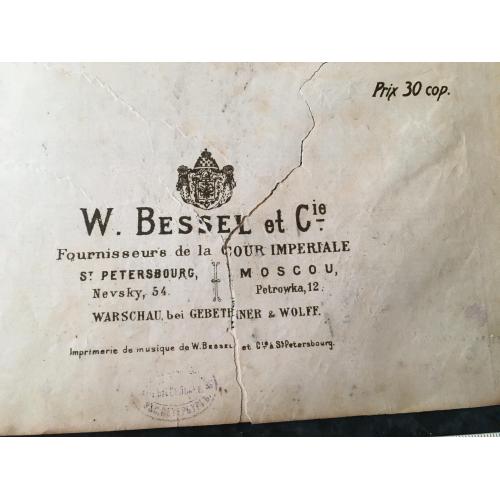 Prix 30 cop.
W. BESSEL et Cie
Fournisseurs de la COUR IMPERIALE
ST PETERSBOURG, MOSCOU,
Nevsky, 54. Petrowka, 12.
WARSCHAU, bei GEBETHNER & WOLFF.
Imprimerie de musique de W. BESSEL et Cie à St Petersbourg.